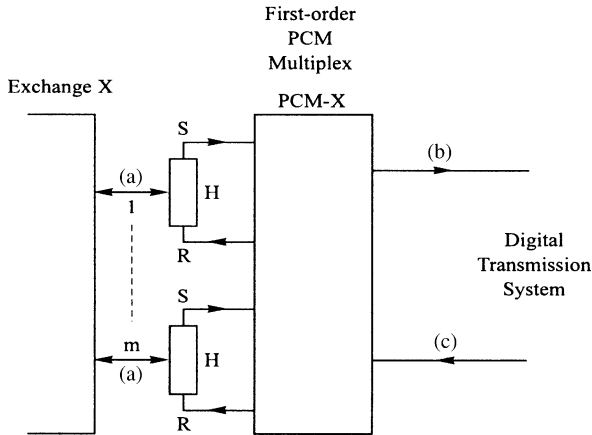 First-order
PCM
Multiplex
Exchange X
PCM-X
S
(a)
1
H
R
(b)
Digital
Transmission
System
S
m
(a)
H
R
(c)